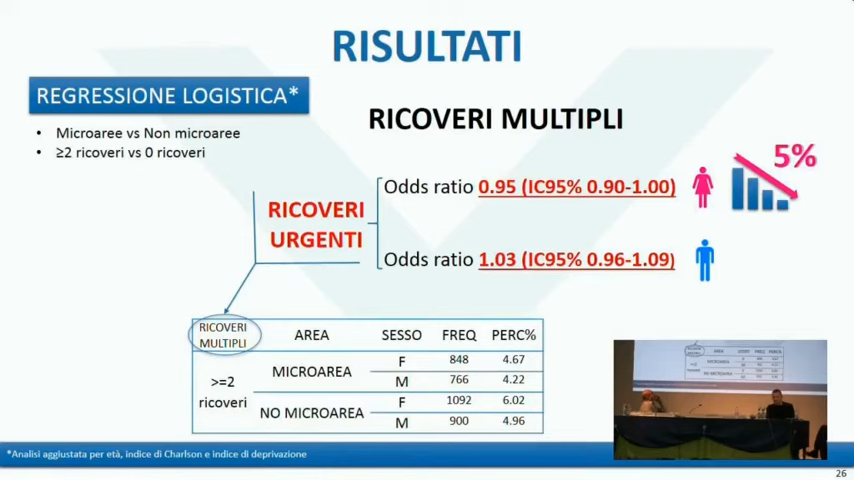 RISULTATI
REGRESSIONE LOGISTICA*
• Microaree vs Non microaree
• ≥2 ricoveri vs 0 ricoveri
RICOVERI MULTIPLI
5%
RICOVERI
URGENTI
Odds ratio 0.95 (IC95% 0.90-1.00)
Odds ratio 1.03 (IC95% 0.96-1.09)
RICOVERI
MULTIPLI
AREA SESSO FREQ PERC%
>=2
ricoveri
MICROAREA
F 848 4.67
M 766 4.22
NO MICROAREA
F 1092 6.02
M 900 4.96
*Analisi aggiustata per età, indice di Charlson e indice di deprivazione
26